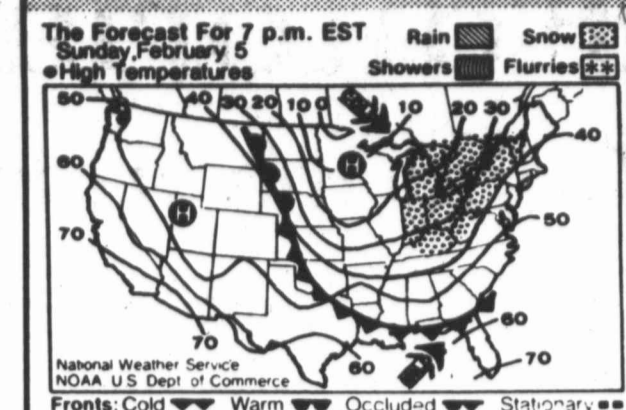 The Forecast For 7 p.m. EST
Sunday, February 5
●High Temperatures
Rain
Snow
Showers
Flurries **
50 40 30 20 10 0 10 20 30
40
60
H
H
50
70
60
70
60
70
National Weather Service
NOAA U S Dept of Commerce
Fronts: Cold Warm Occluded Stationary